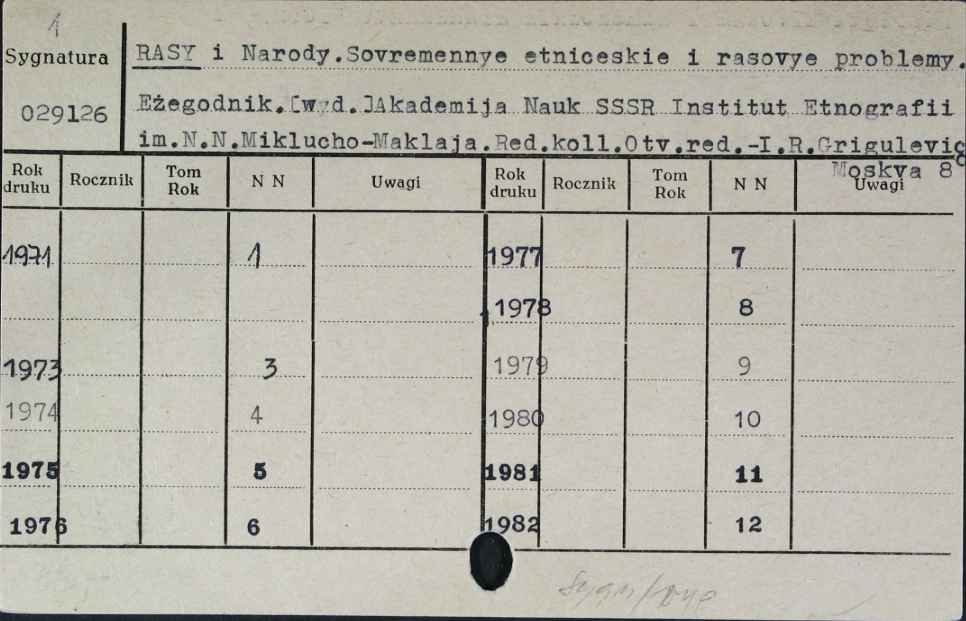 1
Sygnatura
029126
RASY i Narody.Sovremennye etniceskie i rasovye problemy.
Eżegodnik.[wyd.]Akademija Nauk SSSR Institut Etnografii
im.N.N.Miklucho-Maklaja.Red.koll.Otv.red.-I.R.Grigulevic
Moskva 8°
Rok druku Rocznik Tom Rok N N Uwagi Rok druku Rocznik Tom Rok N N Uwagi
1971 1 1977 7
1978 8
1973 3 1979 9
1974 4 1980 10
1975 5 1981 11
1976 6 1982 12